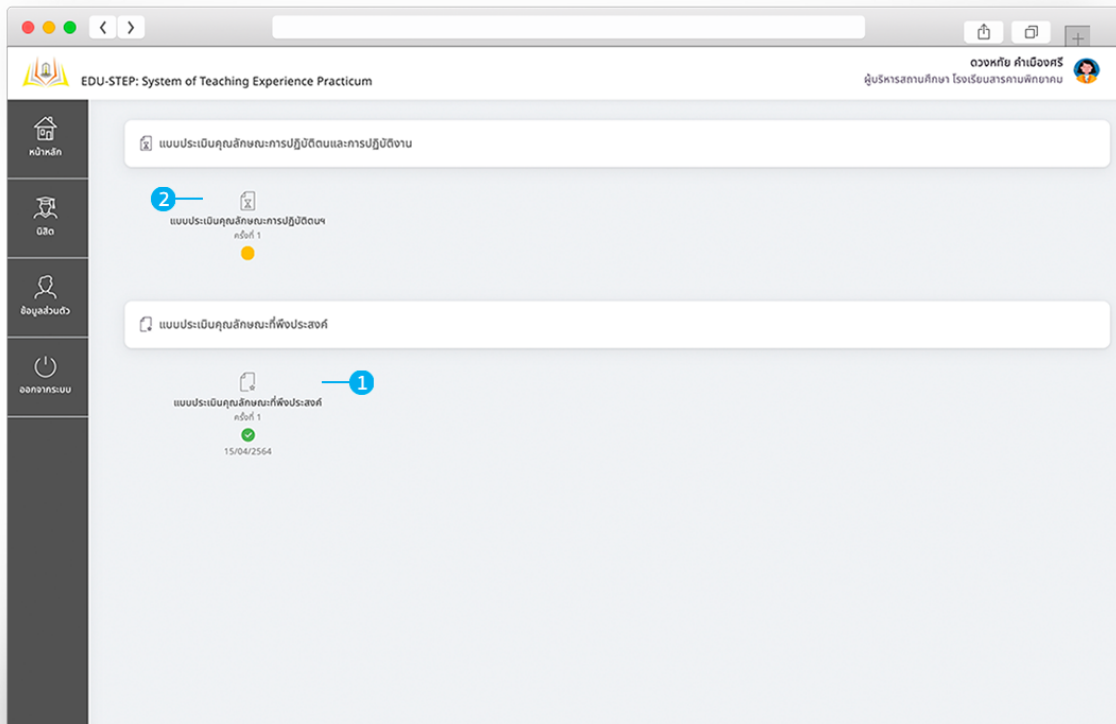 ดวงหทัย คำเมืองศรี
EDU-STEP: System of Teaching Experience Practicum
ผู้บริหารสถานศึกษา โรงเรียนสารคามพิทยาคม
หน้าหลัก
แบบประเมินคุณลักษณะการปฏิบัติตนและการปฏิบัติงาน
2
แบบประเมินคุณลักษณะการปฏิบัติตนฯ
ครั้งที่ 1
นิสิต
ข้อมูลส่วนตัว
แบบประเมินคุณลักษณะที่พึงประสงค์
ออกจากระบบ
1
แบบประเมินคุณลักษณะที่พึงประสงค์
ครั้งที่ 1
15/04/2564